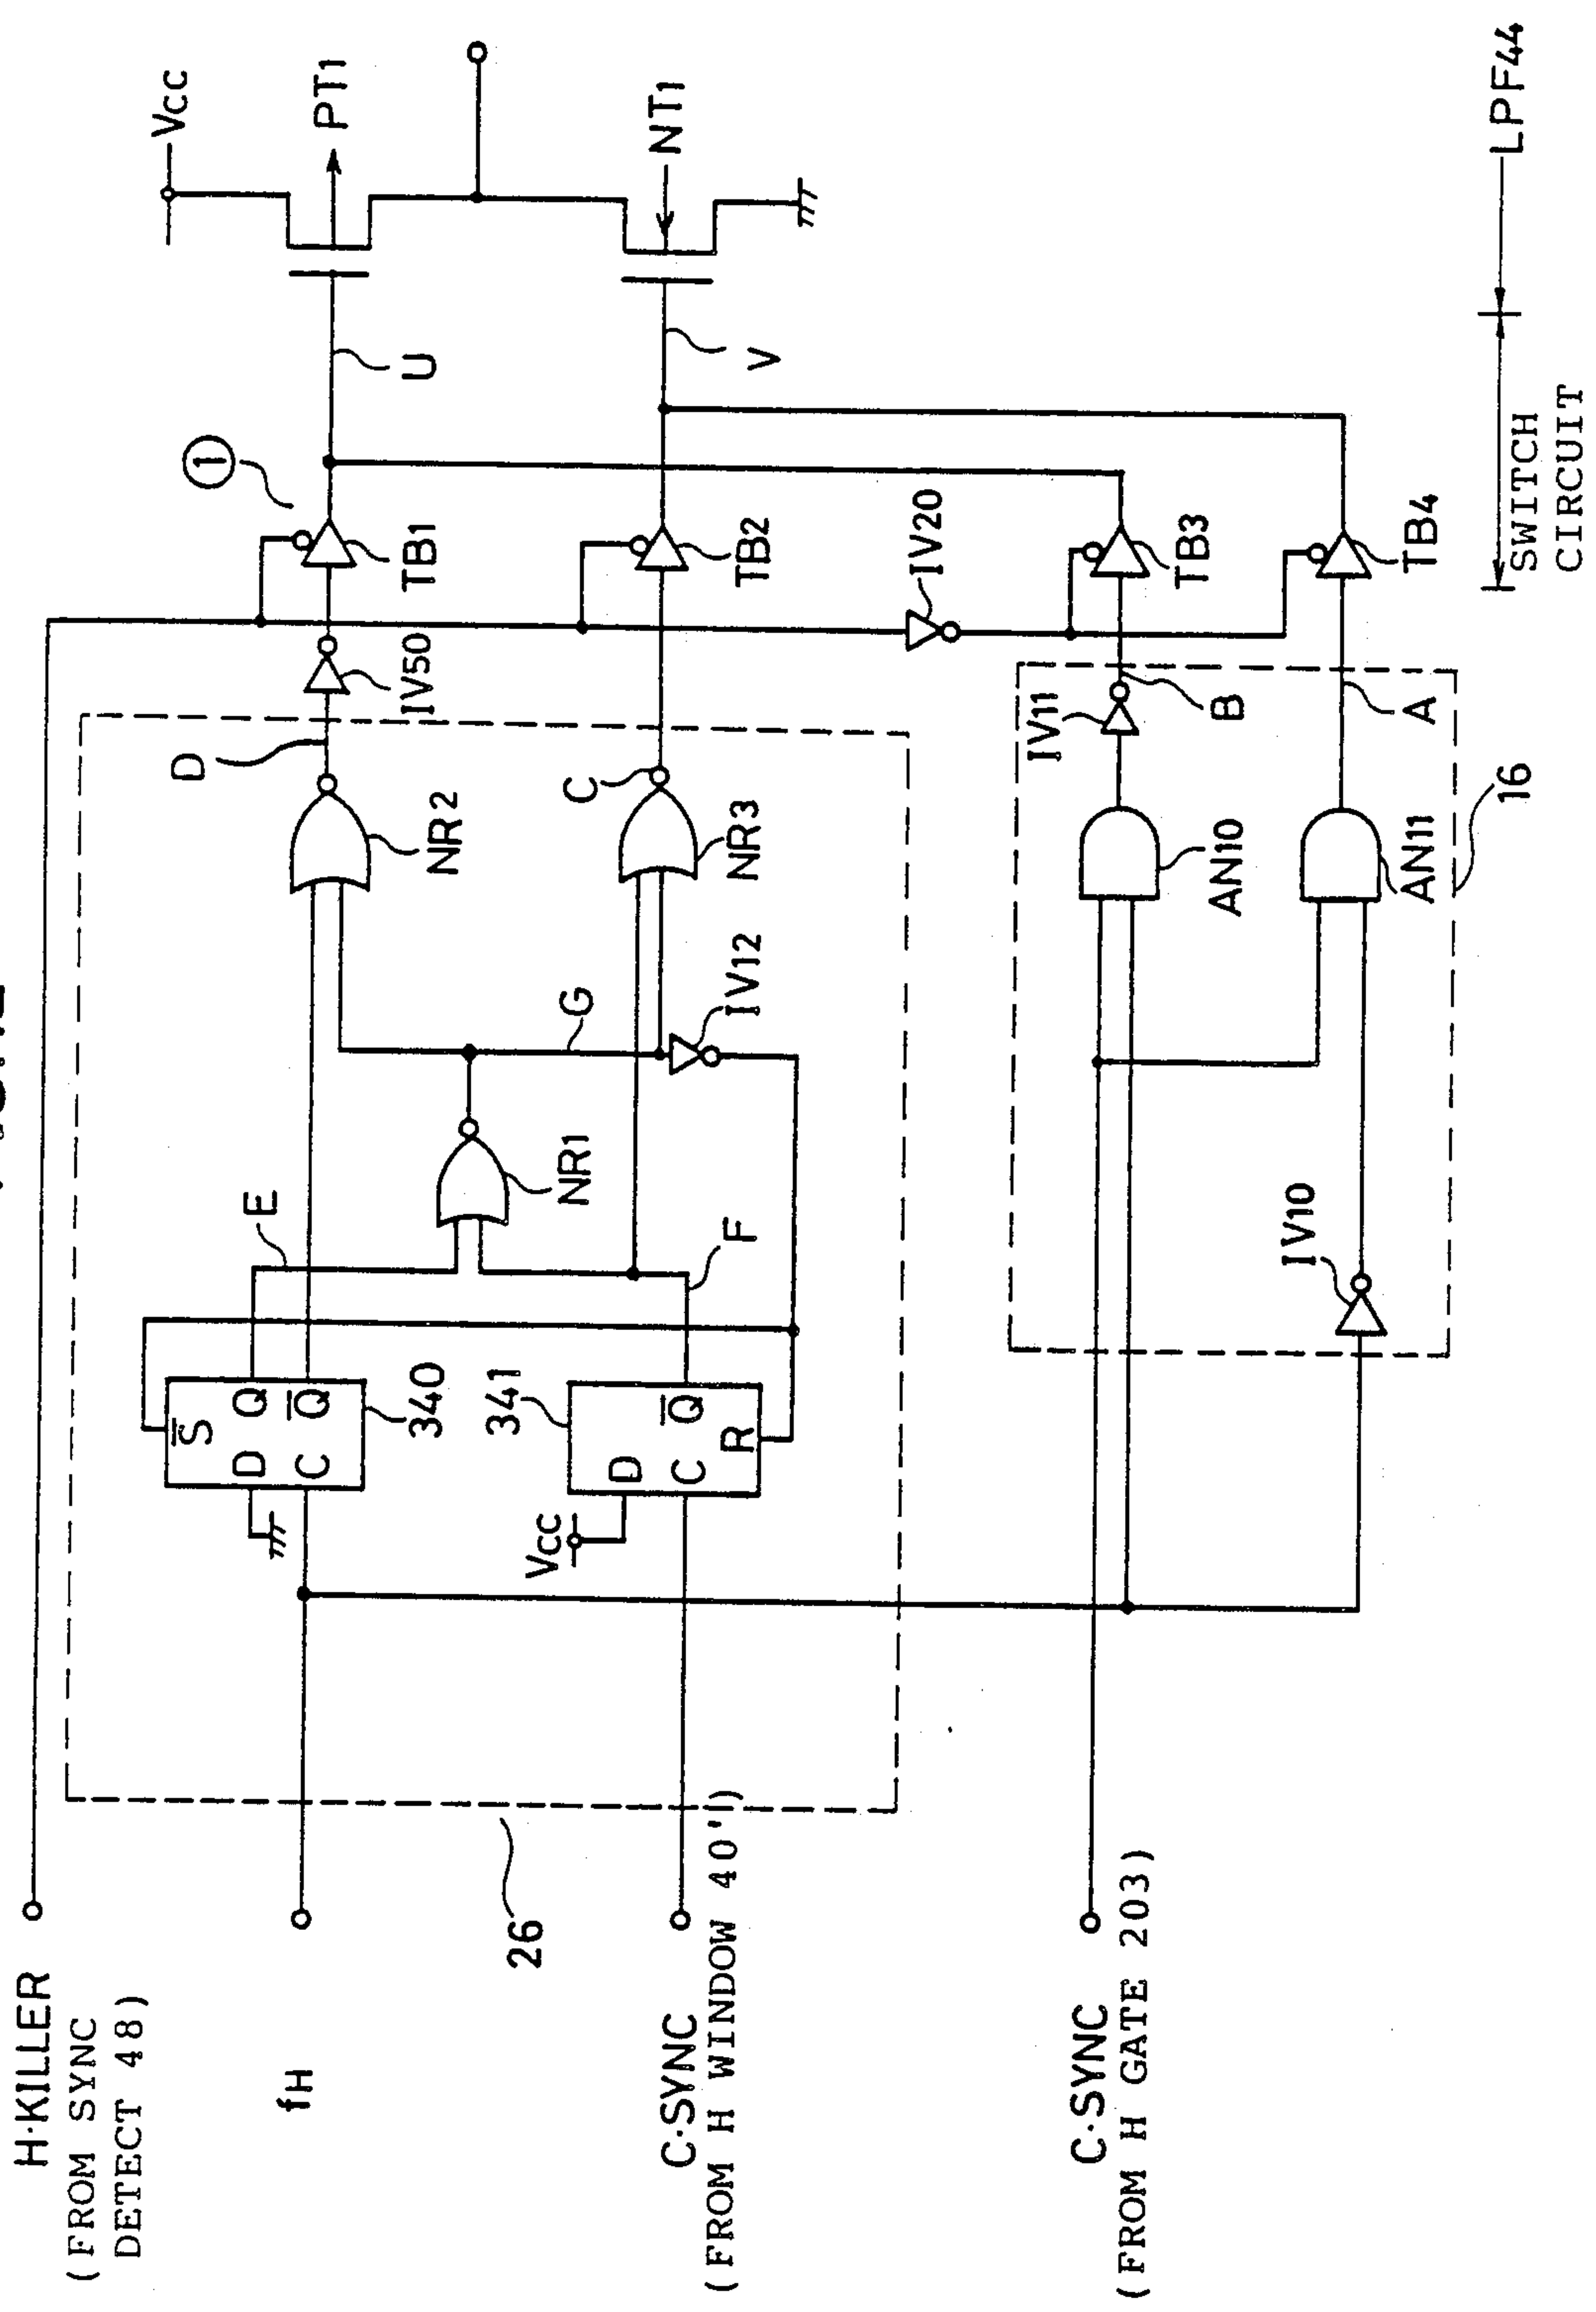 H·KILLER
(FROM SYNC
DETECT 48)
fH
C·SYNC
(FROM H WINDOW 40')
C·SYNC
(FROM H GATE 203)
26
S
D
Q
C
Q
340
341
Vcc
D
C
Q
R
E
F
NR1
G
IV12
NR2
NR3
D
C
IV50
TB1
1
TB2
IV20
U
V
Vcc
PT1
NT1
IV10
AN10
AN11
16
IV11
B
A
TB3
TB4
SWITCH
CIRCUIT
LPF44